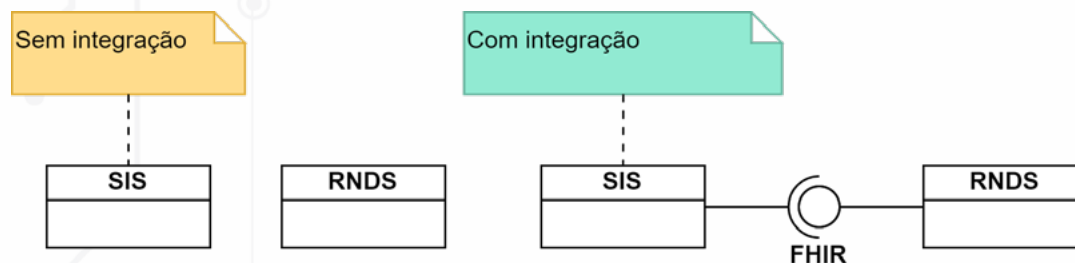 Sem integração
Com integração
SIS
RNDS
SIS
RNDS
FHIR